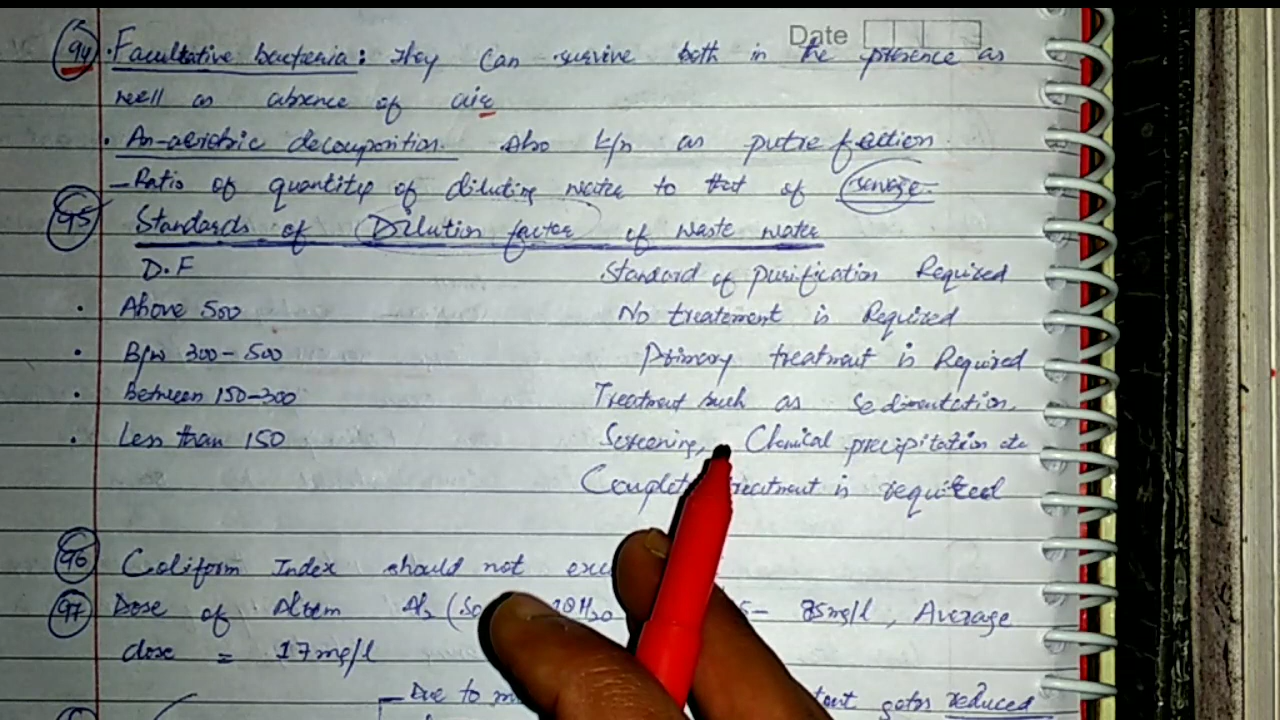 Date
94 . Facultative bacteria : They can survive both in the presence as
well as absence of air
. An-aerobic decomposition. Also k/n as putrefaction.
– Ratio of quantity of diluting water to that of sewage.
95 Standards of Dilution factor of waste water
D.F Standard of purification Required
. Above 500 No treatement is Required
. B/w 300-500 Primary treatment is Required
. Between 150-300 Treatment such as Sedimentation,
. Less than 150 Screening, Chemical precipitation etc
Complete treatment is required
96 Coliform Index should not
97 Dose of Alum 85mg/l, Average
dose = 17mg/l
Due to gets reduced